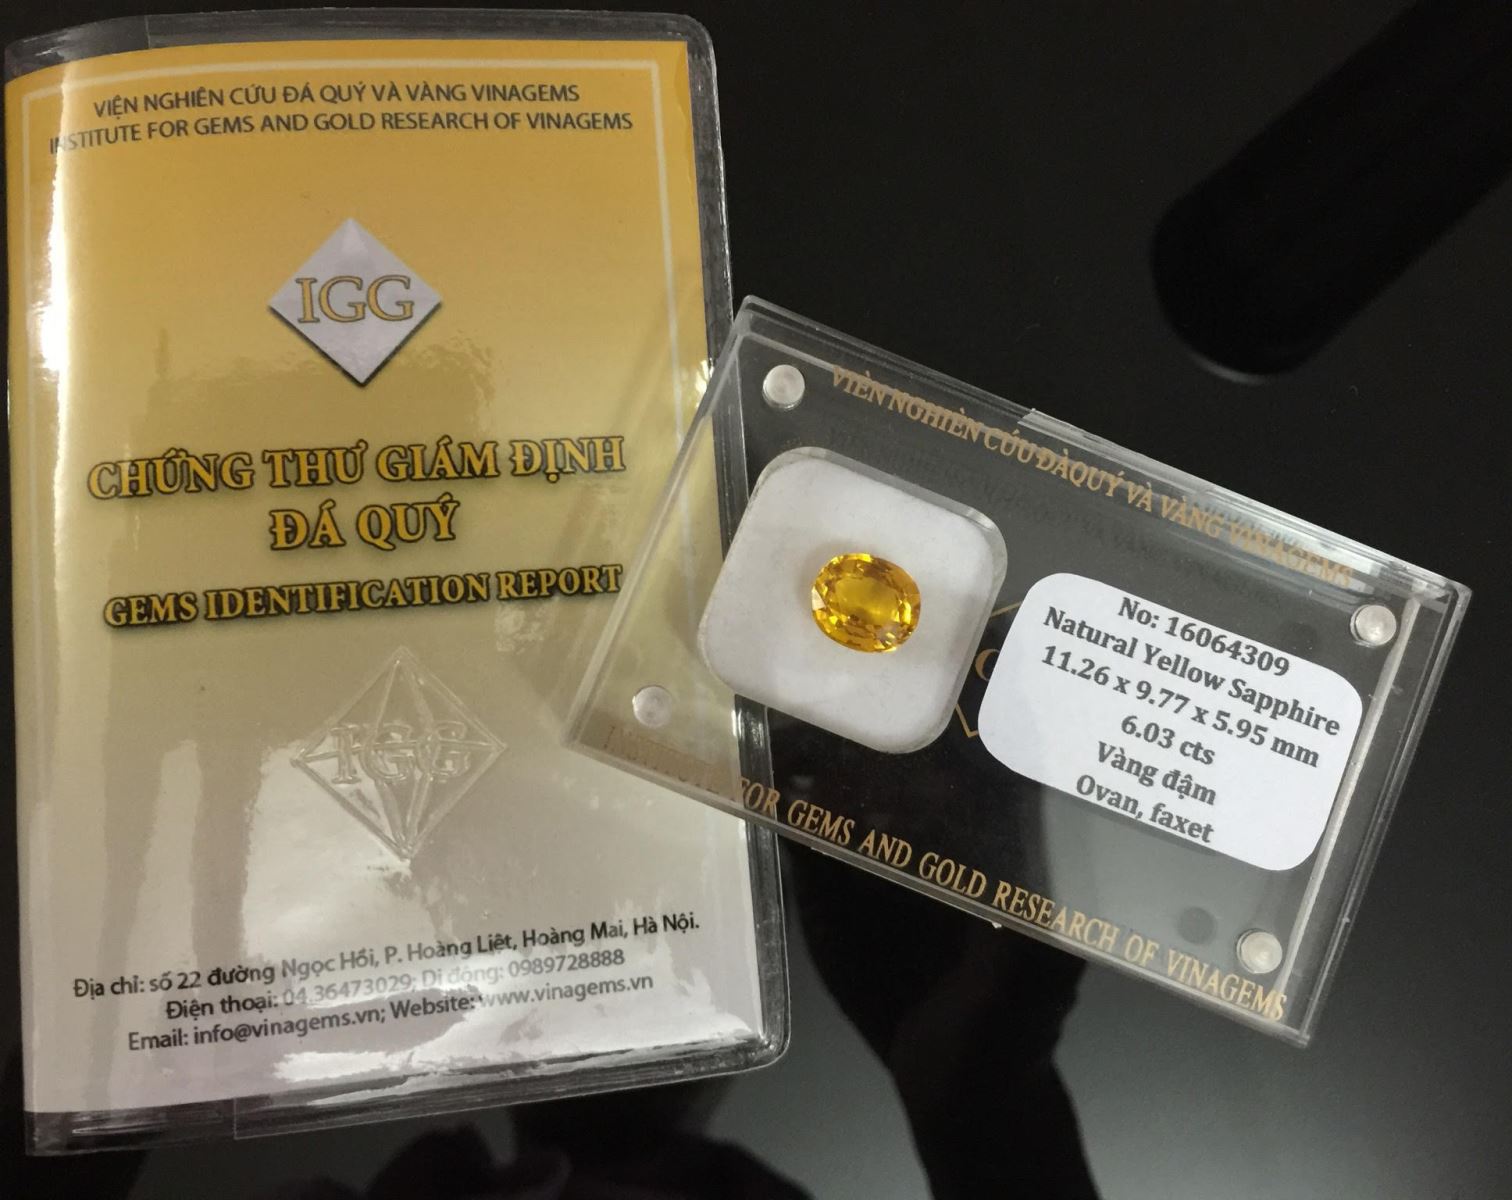 VIỆN NGHIÊN CỨU ĐÁ QUÝ VÀ VÀNG VINAGEMS
INSTITUTE FOR GEMS AND GOLD RESEARCH OF VINAGEMS
IGG
CHỨNG THƯ GIÁM ĐỊNH
ĐÁ QUÝ
GEMS IDENTIFICATION REPORT
IGG
Địa chỉ: số 22 đường Ngọc Hồi, P. Hoàng Liệt, Hoàng Mai, Hà Nội.
Điện thoại: 04.36473029; Di động: 0989728888
Email: info@vinagems.vn; Website: www.vinagems.vn
VIỆN NGHIÊN CỨU ĐÁ QUÝ VÀ VÀNG VINAGEMS
No: 16064309
Natural Yellow Sapphire
11.26 x 9.77 x 5.95 mm
6.03 cts
Vàng đậm
Ovan, faxet
INSTITUTE FOR GEMS AND GOLD RESEARCH OF VINAGEMS